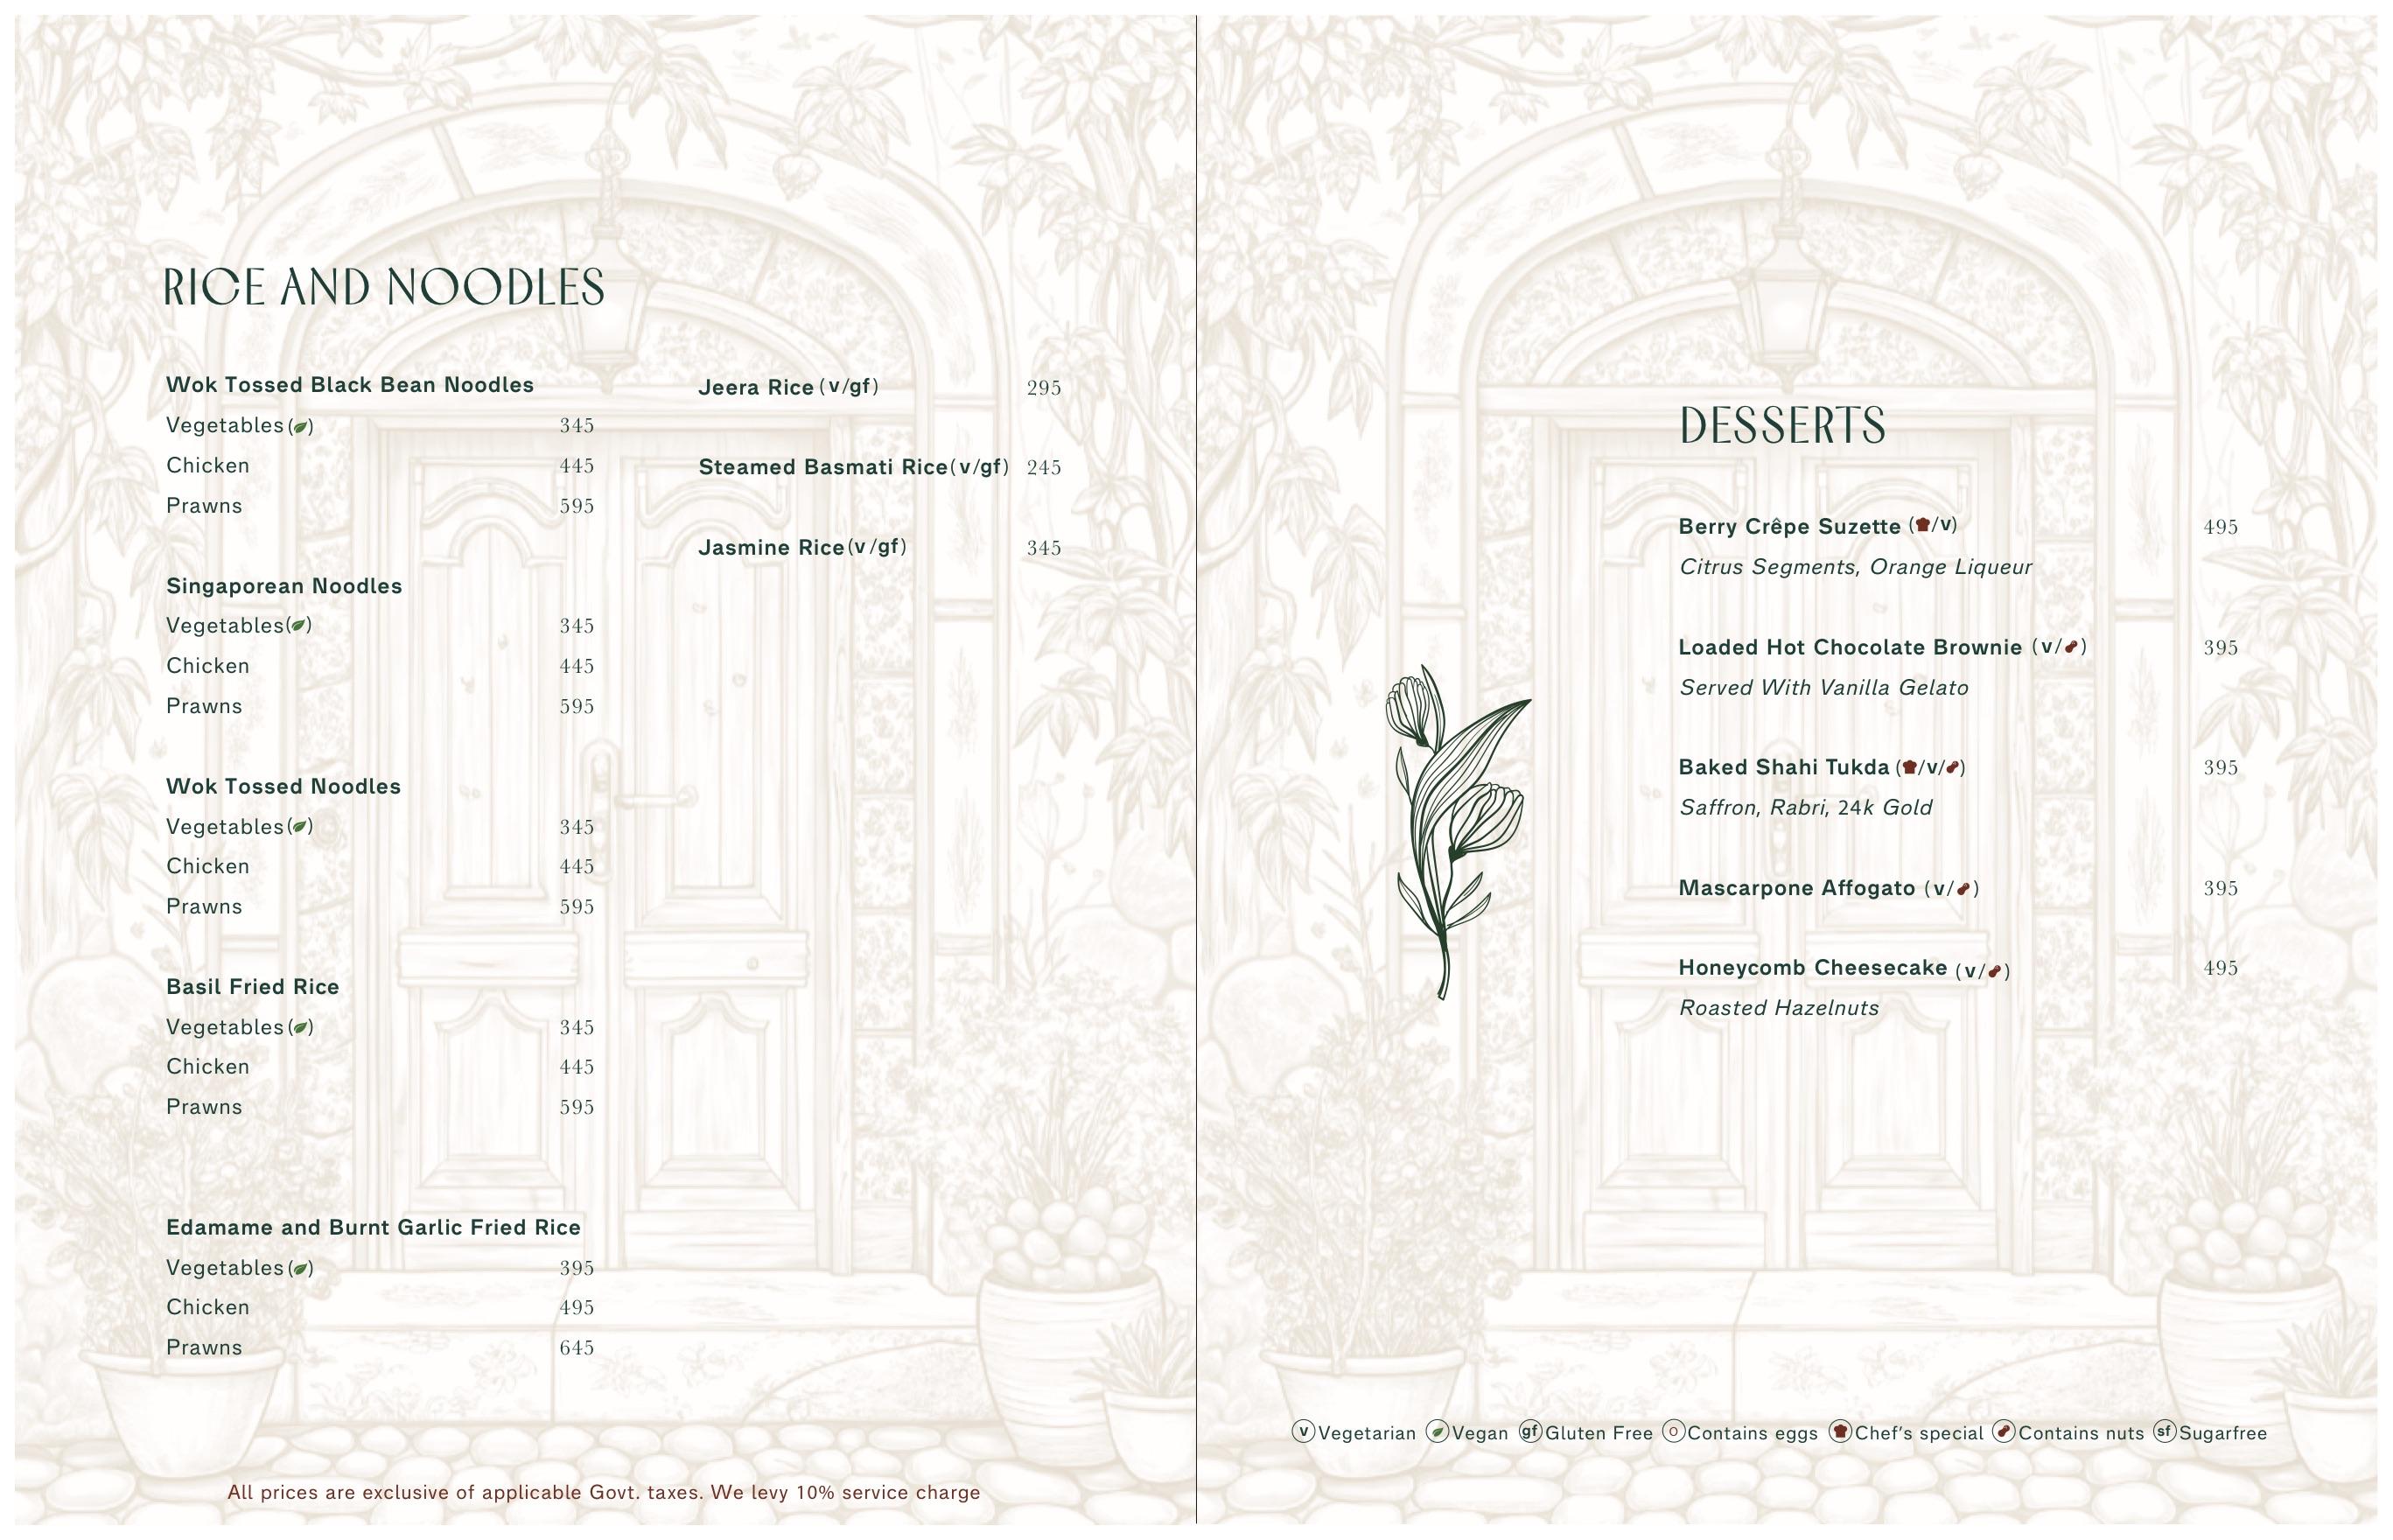 RICE AND NOODLES
Wok Tossed Black Bean Noodles
Vegetables() 345
Chicken 445
Prawns 595
Singaporean Noodles
Vegetables() 345
Chicken 445
Prawns 595
Wok Tossed Noodles
Vegetables() 345
Chicken 445
Prawns 595
Basil Fried Rice
Vegetables() 345
Chicken 445
Prawns 595
Edamame and Burnt Garlic Fried Rice
Vegetables() 395
Chicken 495
Prawns 645
Jeera Rice (v/gf) 295
Steamed Basmati Rice(v/gf) 245
Jasmine Rice(v/gf) 345
All prices are exclusive of applicable Govt. taxes. We levy 10% service charge
DESSERTS
Berry Crêpe Suzette (/v) 495
Citrus Segments, Orange Liqueur
Loaded Hot Chocolate Brownie (v/) 395
Served With Vanilla Gelato
Baked Shahi Tukda (/v/) 395
Saffron, Rabri, 24k Gold
Mascarpone Affogato (v/) 395
Honeycomb Cheesecake (v/) 495
Roasted Hazelnuts
v Vegetarian Vegan gf Gluten Free O Contains eggs Chef's special Contains nuts sf Sugarfree